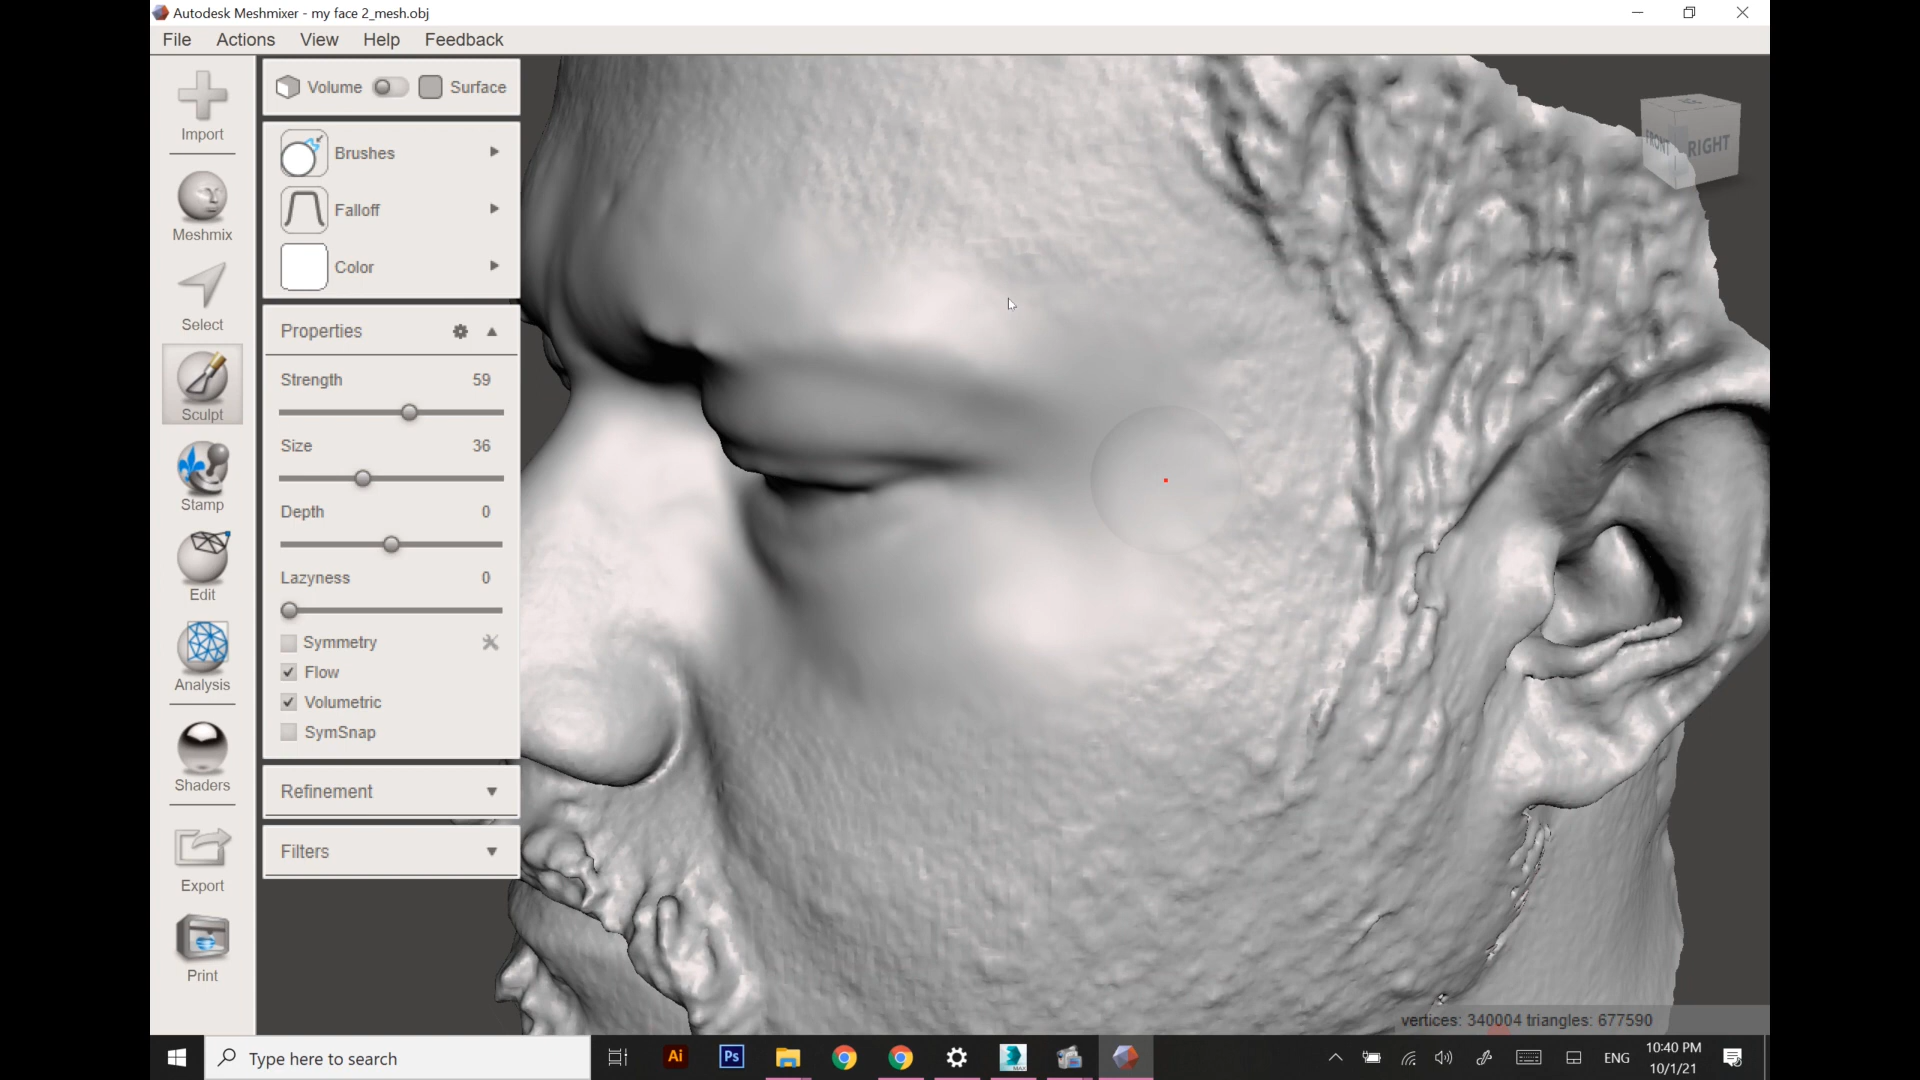 Autodesk Meshmixer - my face 2_mesh.obj
File Actions View Help Feedback
Import
Meshmix
Select
Sculpt
Stamp
Edit
Analysis
Shaders
Export
Print
Volume Surface
Brushes
Falloff
Color
Properties
Strength 59
Size 36
Depth 0
Lazyness 0
Symmetry
Flow
Volumetric
SymSnap
Refinement
Filters
FRONT RIGHT
vertices: 340004 triangles: 677590
Type here to search
Ai
Ps
MAX
ENG
10:40 PM
10/1/21